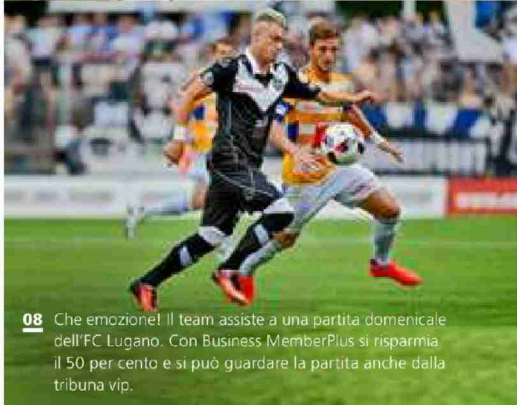 08 Che emozione! Il team assiste a una partita domenicale
dell'FC Lugano. Con Business MemberPlus si risparmia
il 50 per cento e si può guardare la partita anche dalla
tribuna vip.